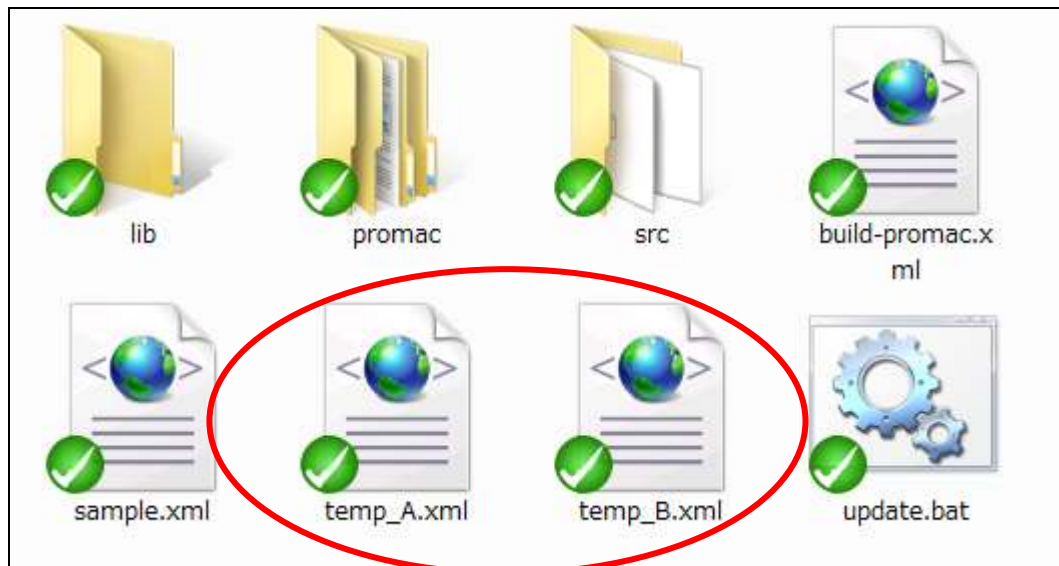 lib
promac
src
build-promac.x
ml
sample.xml
temp_A.xml
temp_B.xml
update.bat